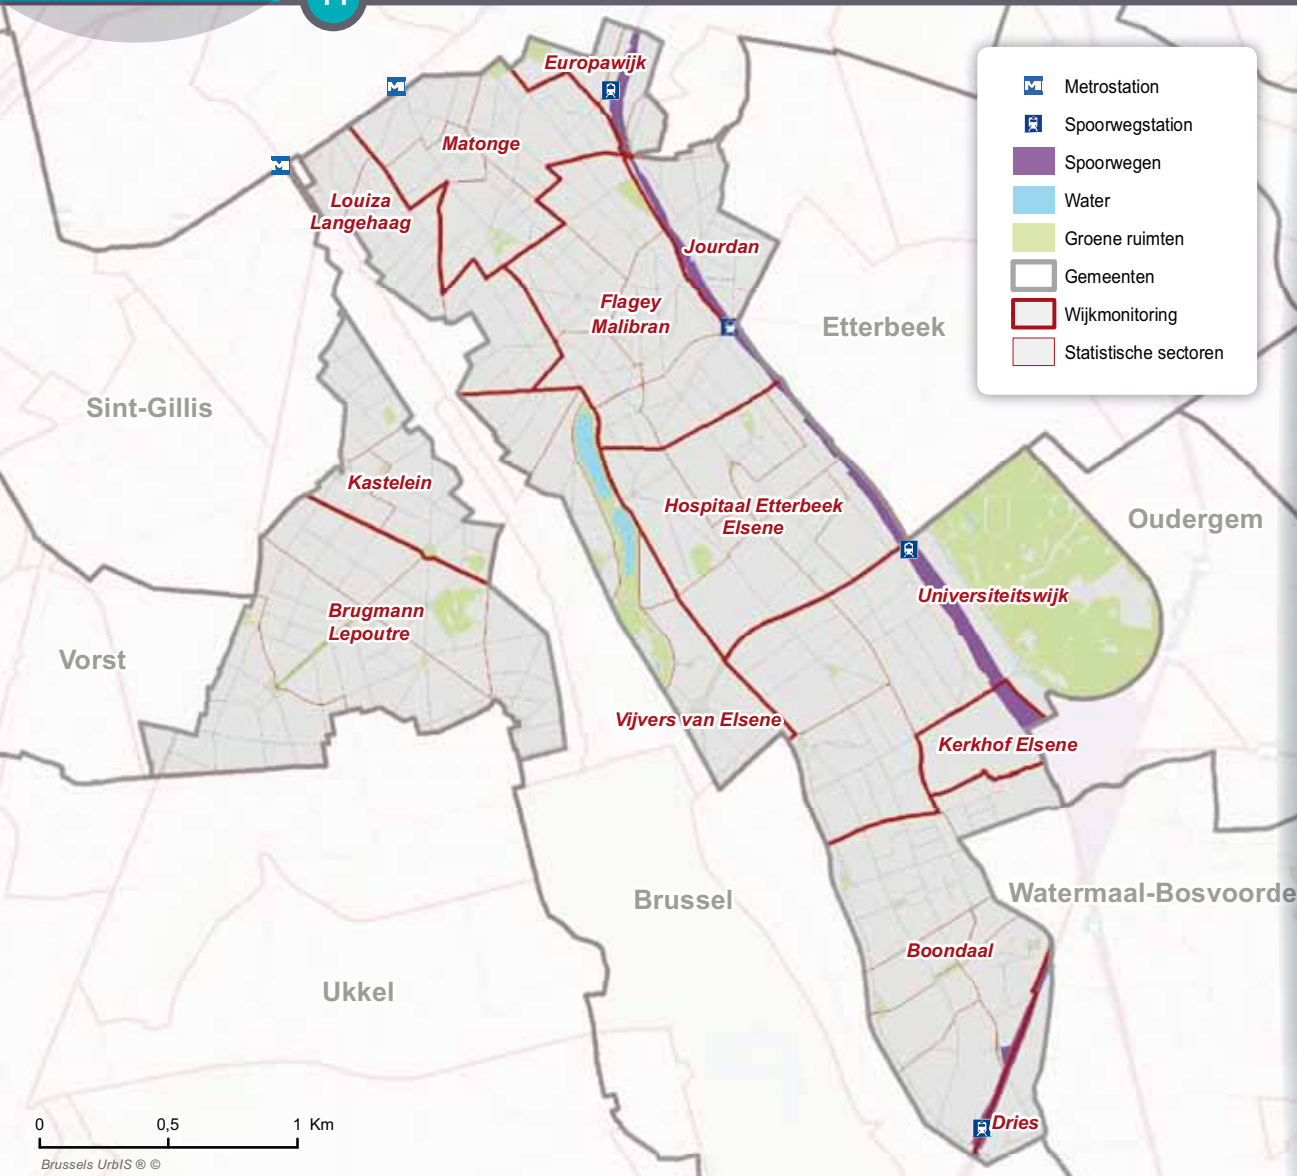 Metrostation
Spoorwegstation
Spoorwegen
Water
Groene ruimten
Gemeenten
Wijkmonitoring
Statistische sectoren
Europawijk
Matonge
Louiza
Langehaag
Jourdan
Flagey
Malibran
Etterbeek
Sint-Gillis
Kastelein
Hospitaal Etterbeek
Elsene
Oudergem
Universiteitswijk
Brugmann
Lepoutre
Vorst
Vijvers van Elsene
Kerkhof Elsene
Brussel
Watermaal-Bosvoorde
Boondaal
Ukkel
Dries
0 0,5 1 Km
Brussels UrbIS ® ©